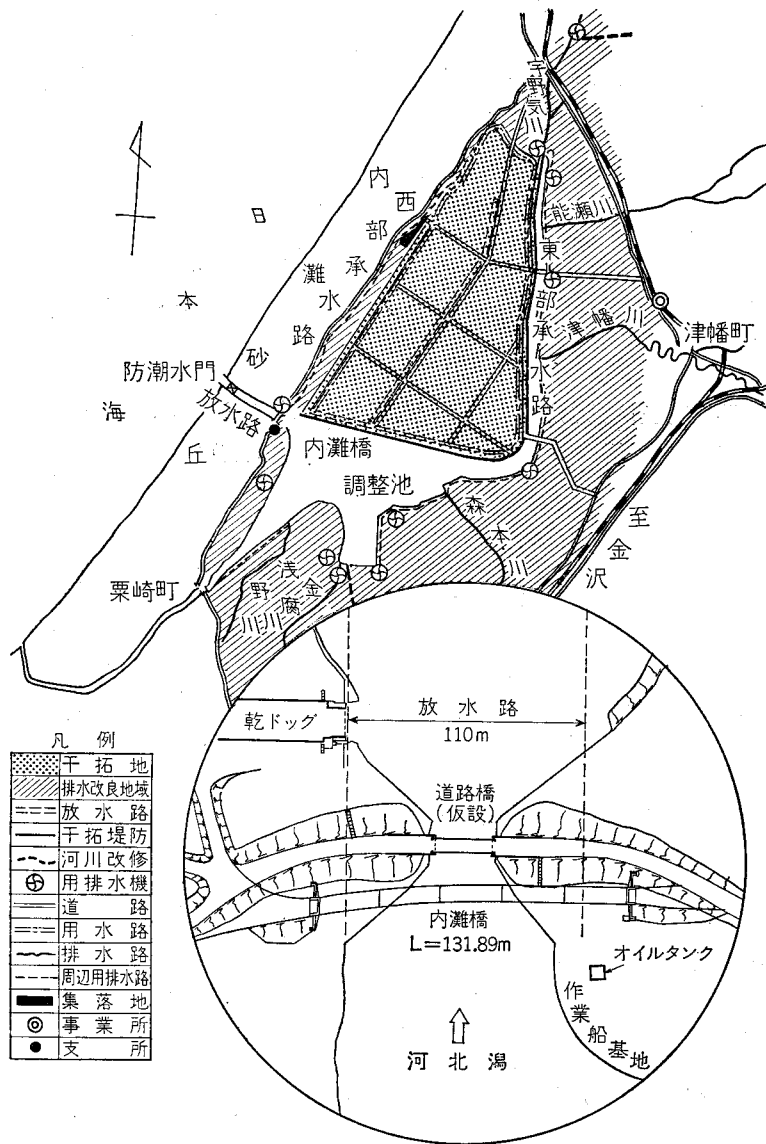 宇野気川
能瀬川
内灘砂丘
西部承水路
日本海
東部承水路
津幡川
津幡町
防潮水門
放水路
内灘橋
調整池
森本川
至金沢
粟崎町
浅野川
金腐川
放水路
110m
乾ドッグ
道路橋
(仮設)
内灘橋
L=131.89m
オイルタンク
作業船基地
河北潟
凡例
干拓地
排水改良地域
放水路
干拓堤防
河川改修
用排水機
道路
用水路
排水路
周辺用排水路
集落地
事業所
支所